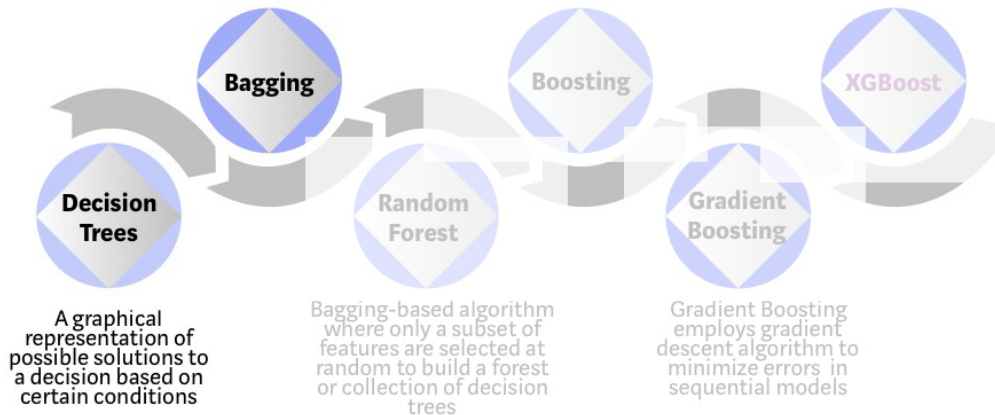 Bagging
Boosting
XGBoost
Decision
Trees
Random
Forest
Gradient
Boosting
A graphical
representation of
possible solutions to
a decision based on
certain conditions
Bagging-based algorithm
where only a subset of
features are selected at
random to build a forest
or collection of decision
trees
Gradient Boosting
employs gradient
descent algorithm to
minimize errors in
sequential models